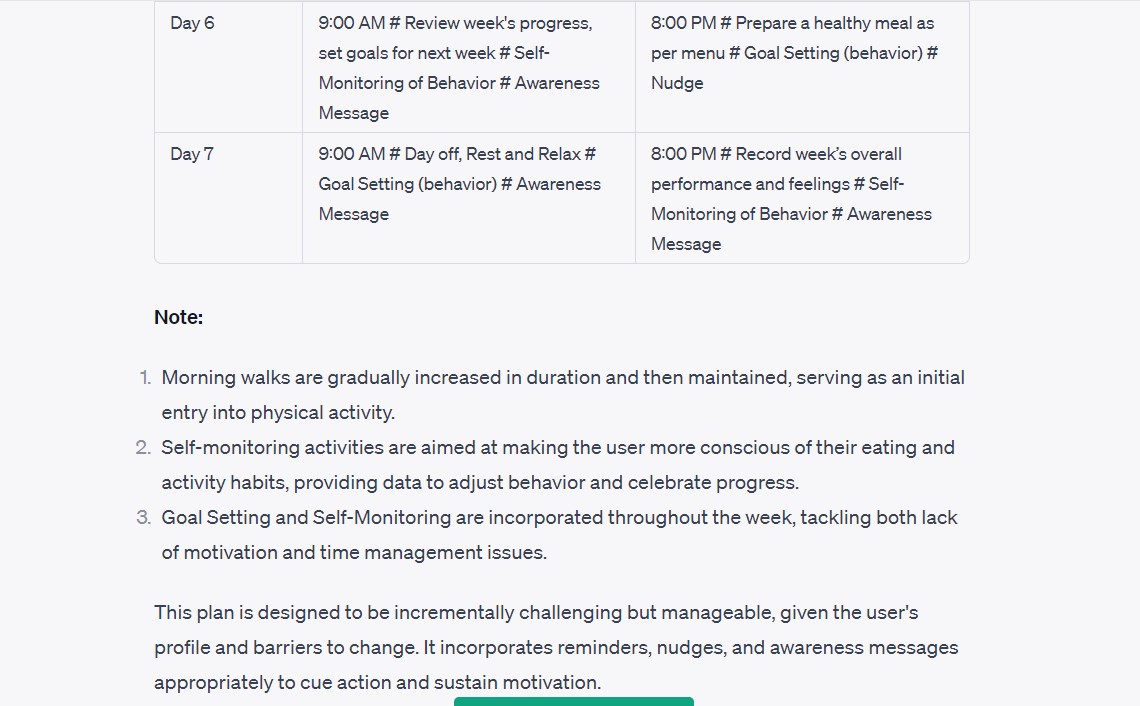 Day 6
9:00 AM # Review week's progress,
set goals for next week # Self-
Monitoring of Behavior # Awareness
Message
8:00 PM # Prepare a healthy meal as
per menu # Goal Setting (behavior) #
Nudge
Day 7
9:00 AM # Day off, Rest and Relax #
Goal Setting (behavior) # Awareness
Message
8:00 PM # Record week’s overall
performance and feelings # Self-
Monitoring of Behavior # Awareness
Message
Note:
1. Morning walks are gradually increased in duration and then maintained, serving as an initial
entry into physical activity.
2. Self-monitoring activities are aimed at making the user more conscious of their eating and
activity habits, providing data to adjust behavior and celebrate progress.
3. Goal Setting and Self-Monitoring are incorporated throughout the week, tackling both lack
of motivation and time management issues.
This plan is designed to be incrementally challenging but manageable, given the user's
profile and barriers to change. It incorporates reminders, nudges, and awareness messages
appropriately to cue action and sustain motivation.